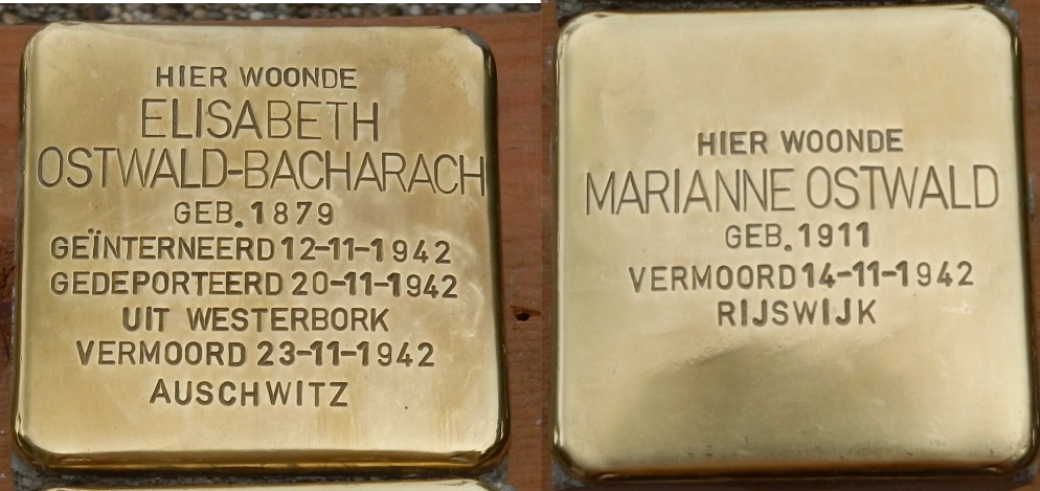 HIER WOONDE
ELISABETH
OSTWALD-BACHARACH
GEB. 1879
GEÏNTERNEERD 12-11-1942
GEDEPORTEERD 20-11-1942
UIT WESTERBORK
VERMOORD 23-11-1942
AUSCHWITZ
HIER WOONDE
MARIANNE OSTWALD
GEB. 1911
VERMOORD 14-11-1942
RIJSWIJK